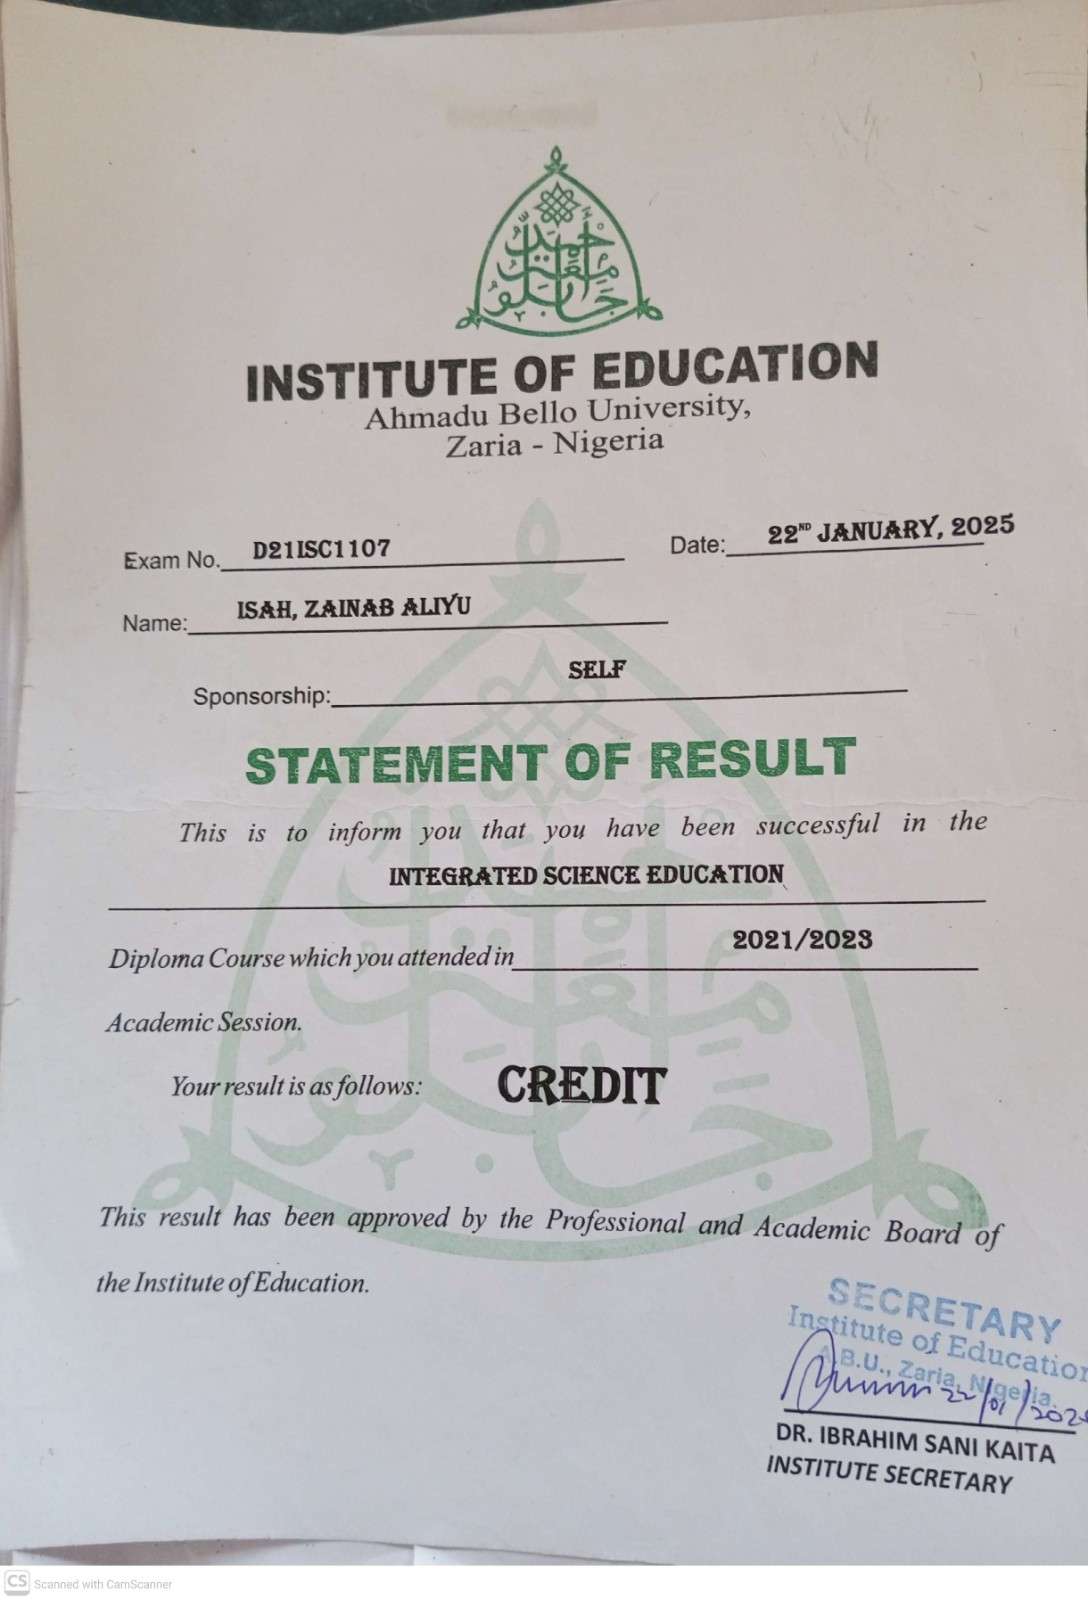 INSTITUTE OF EDUCATION
Ahmadu Bello University,
Zaria - Nigeria
Exam No. D21ISC1107 Date: 22ND JANUARY, 2025
Name: ISAH, ZAINAB ALIYU
Sponsorship: SELF
STATEMENT OF RESULT
This is to inform you that you have been successful in the
INTEGRATED SCIENCE EDUCATION
Diploma Course which you attended in 2021/2023
Academic Session.
Your result is as follows: CREDIT
This result has been approved by the Professional and Academic Board of
the Institute of Education.
SECRETARY
Institute of Education
A.B.U., Zaria, Nigeria.
22/01/202
DR. IBRAHIM SANI KAITA
INSTITUTE SECRETARY
CS Scanned with CamScanner